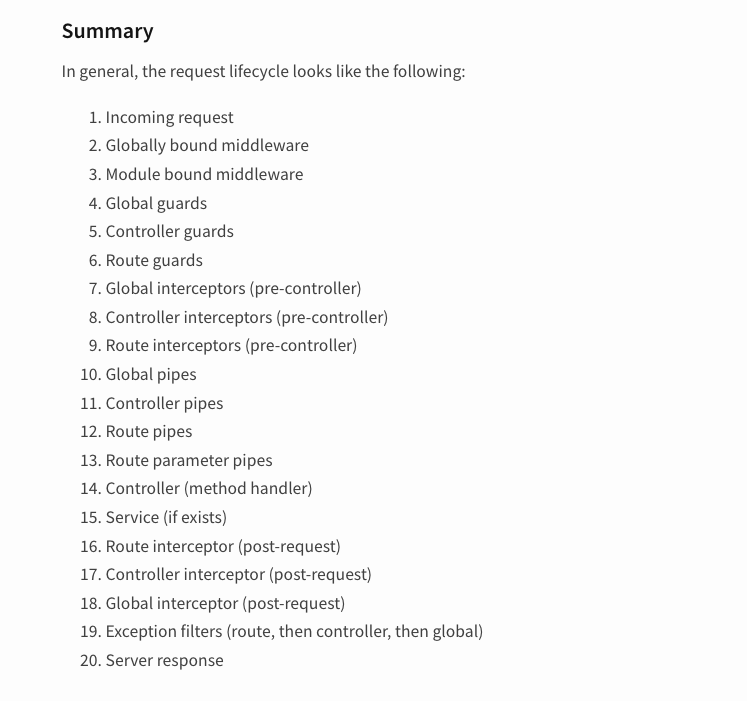 Summary
In general, the request lifecycle looks like the following:
1. Incoming request
2. Globally bound middleware
3. Module bound middleware
4. Global guards
5. Controller guards
6. Route guards
7. Global interceptors (pre-controller)
8. Controller interceptors (pre-controller)
9. Route interceptors (pre-controller)
10. Global pipes
11. Controller pipes
12. Route pipes
13. Route parameter pipes
14. Controller (method handler)
15. Service (if exists)
16. Route interceptor (post-request)
17. Controller interceptor (post-request)
18. Global interceptor (post-request)
19. Exception filters (route, then controller, then global)
20. Server response